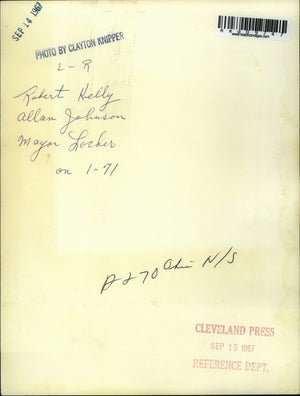 SEP 14 1967
PHOTO BY CLAYTON KNIPPER
L - R
Robert Kelly
Allan Johnson
Mayor Locher
on I-71
N/S
CLEVELAND PRESS
SEP 15 1967
REFERENCE DEPT.